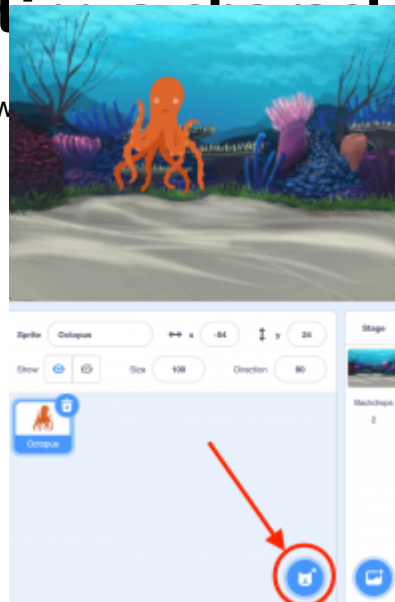 Sprite Octopus x -84 y 24 Stage
Show Size 100 Direction 90
Backdrops
2
Octopus